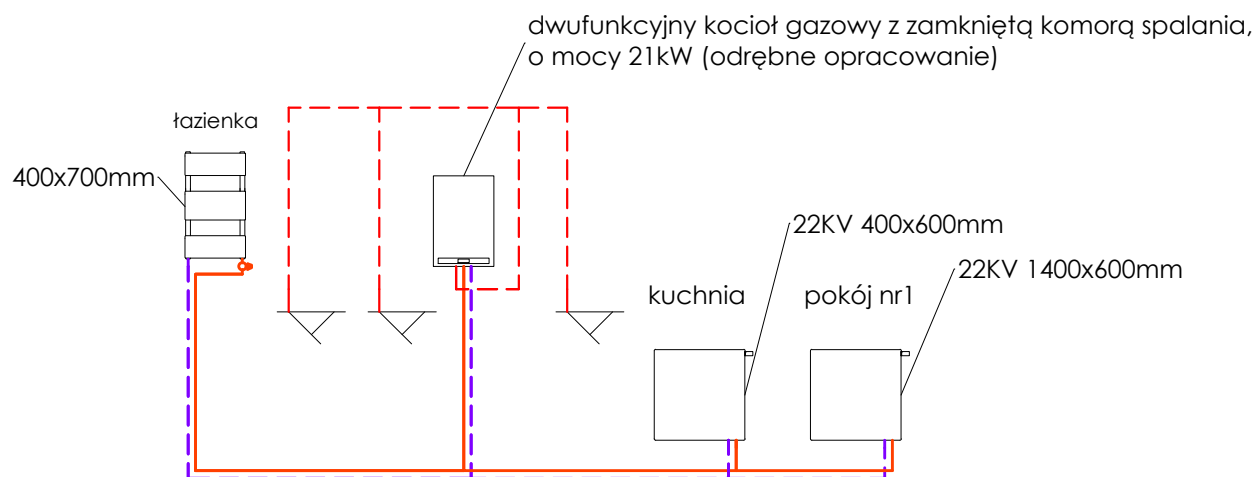 dwufunkcyjny kocioł gazowy z zamkniętą komorą spalania,
o mocy 21kW (odrębne opracowanie)
łazienka
400x700mm
22KV 400x600mm
22KV 1400x600mm
kuchnia
pokój nr1